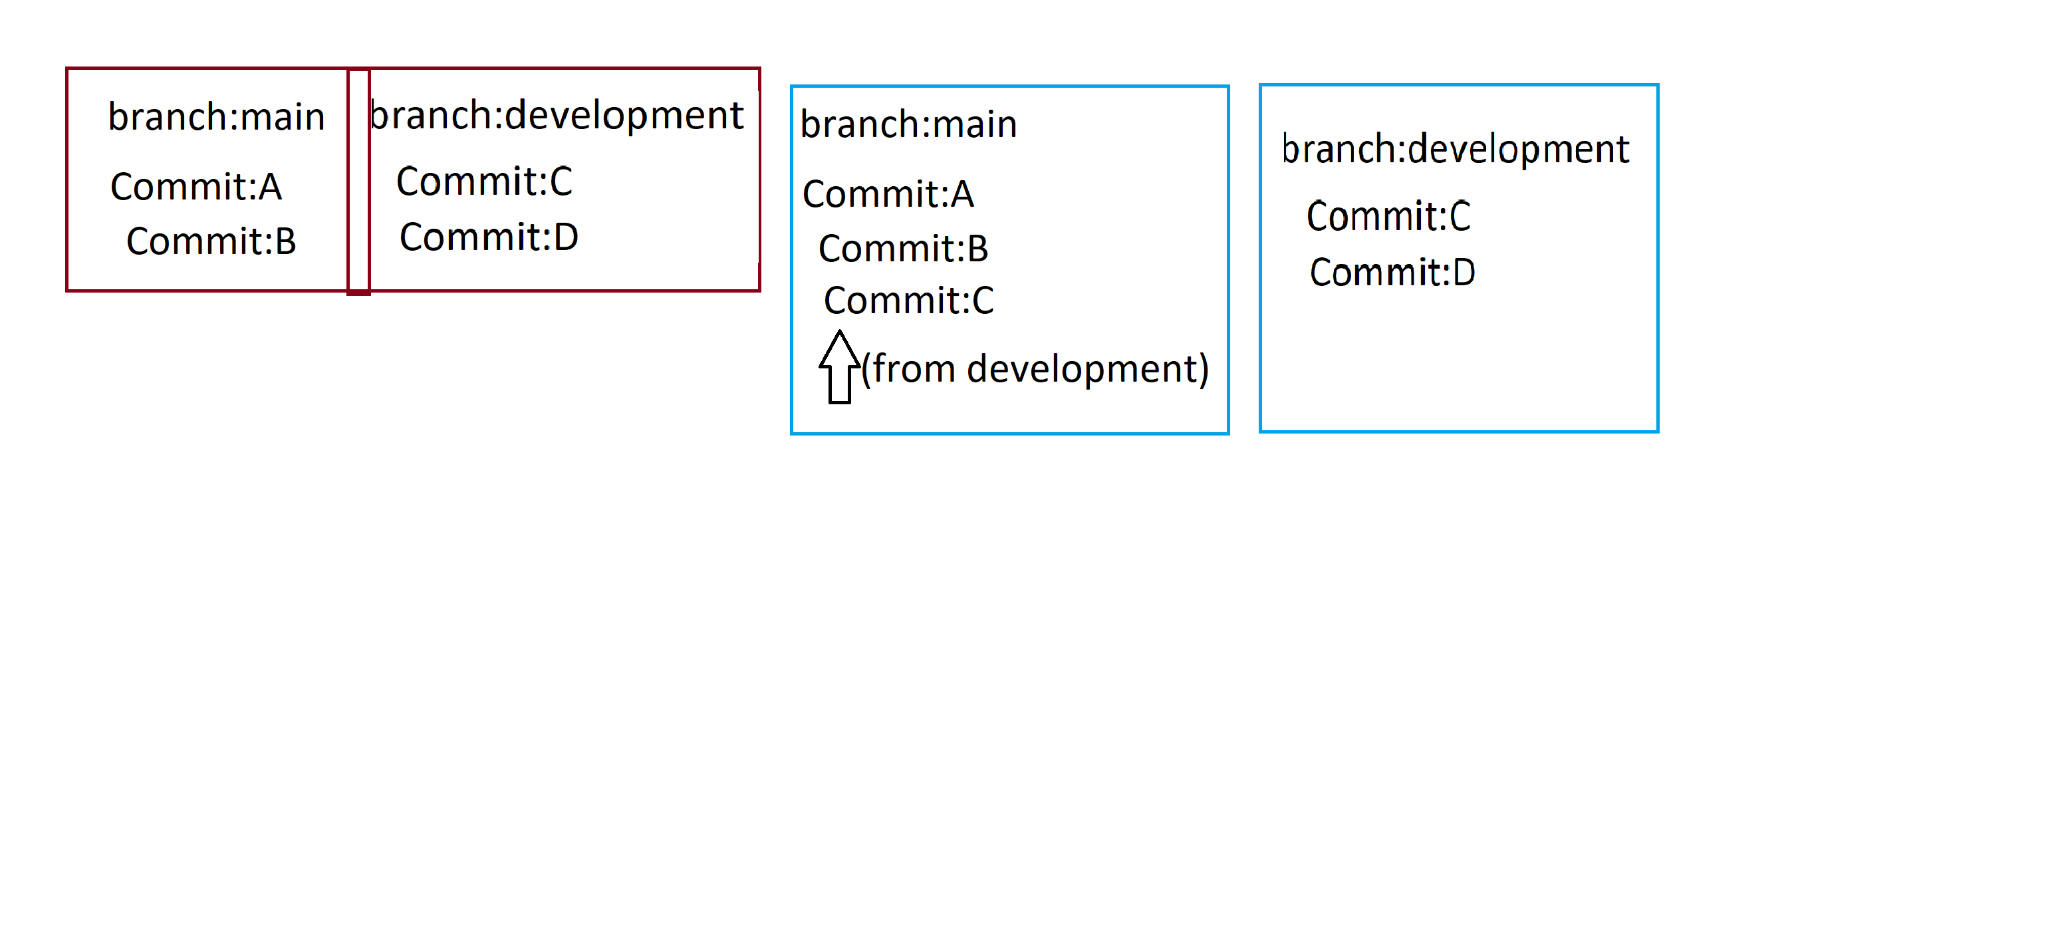 branch:main
Commit:A
Commit:B
branch:development
Commit:C
Commit:D
branch:main
Commit:A
Commit:B
Commit:C
(from development)
branch:development
Commit:C
Commit:D